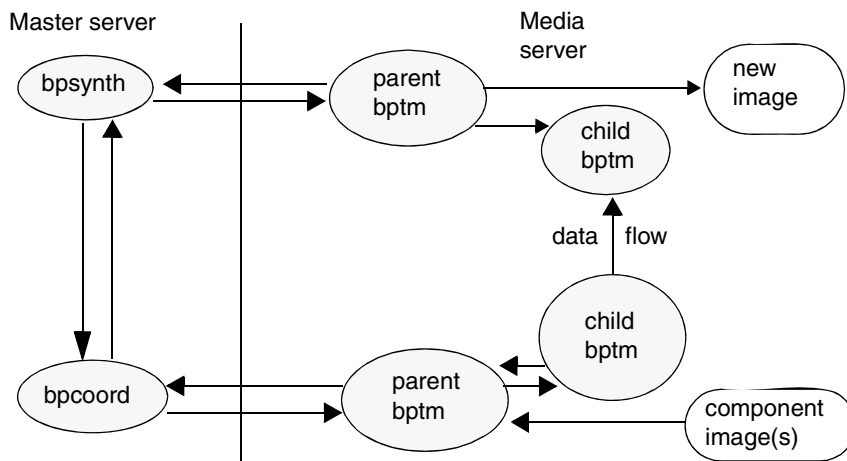 Master server
Media
server
bpsynth
parent
bptm
new
image
child
bptm
data flow
child
bptm
bpcoord
parent
bptm
component
image(s)